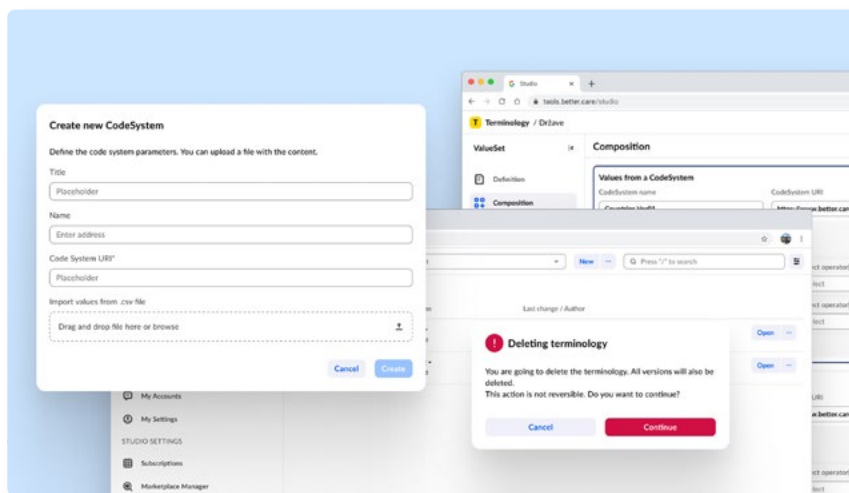 Create new CodeSystem
Define the code system parameters. You can upload a file with the content.
Title
Placeholder
Name
Enter address
Code System URI*
Placeholder
Import values from .csv file
Drag and drop file here or browse
Cancel
Create
Studio
tools.better.care/studio
Terminology / Države
ValueSet
Composition
Definition
Composition
Values from a CodeSystem
CodeSystem name
CodeSystem URI
New
Press "/" to search
Last change / Author
Open
Open
Deleting terminology
You are going to delete the terminology. All versions will also be
deleted.
This action is not reversible. Do you want to continue?
Cancel
Continue
My Accounts
My Settings
STUDIO SETTINGS
Subscriptions
Marketplace Manager